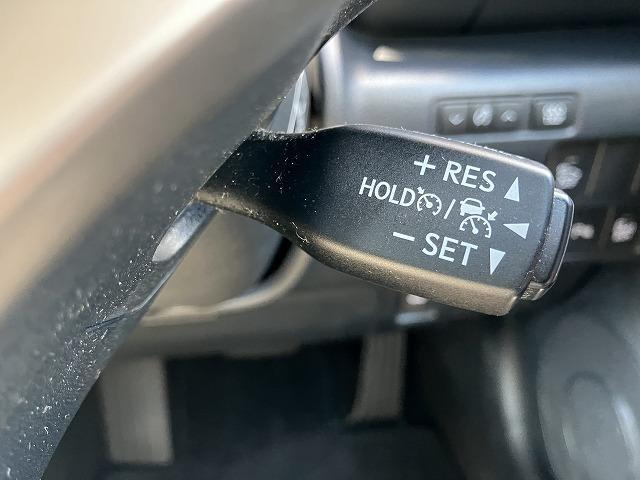 + RES
HOLD /
− SET